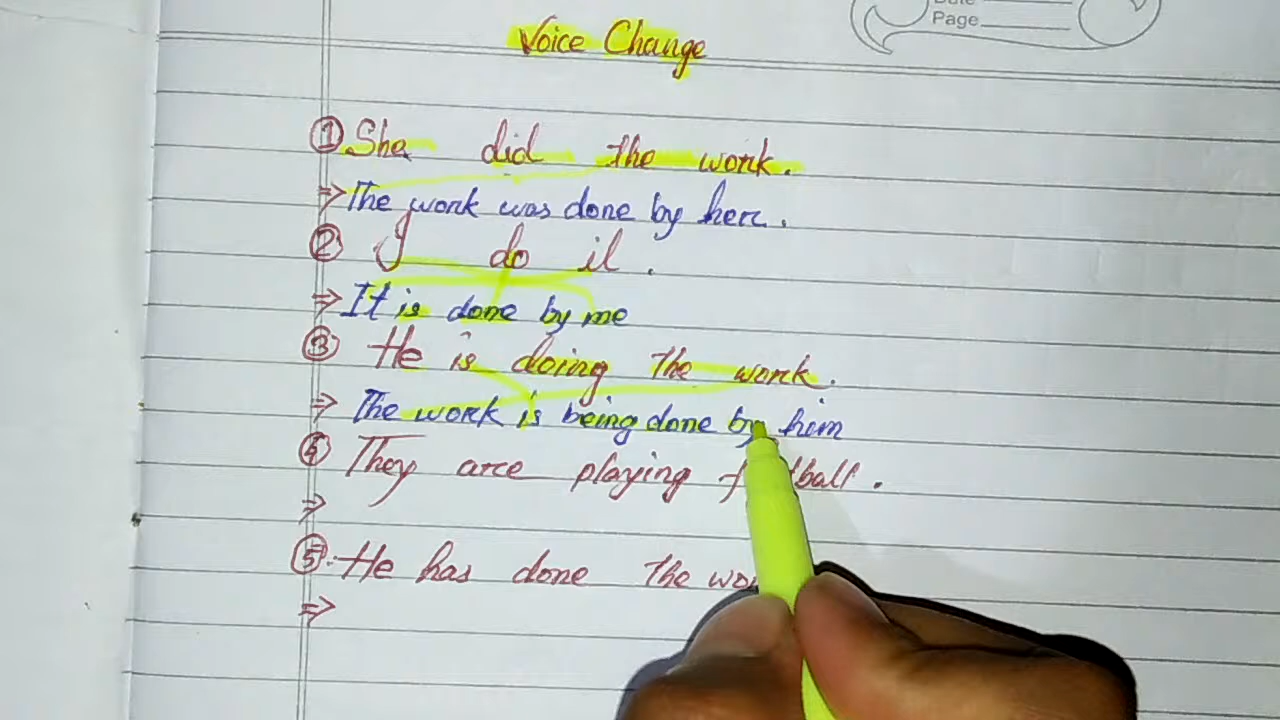 Date
Page
Voice Change
① She did the work.
⇒ The work was done by her.
② I do it.
⇒ It is done by me
③ He is doing the work.
⇒ The work is being done by him
④ They are playing football.
⇒
⑤ He has done the
⇒